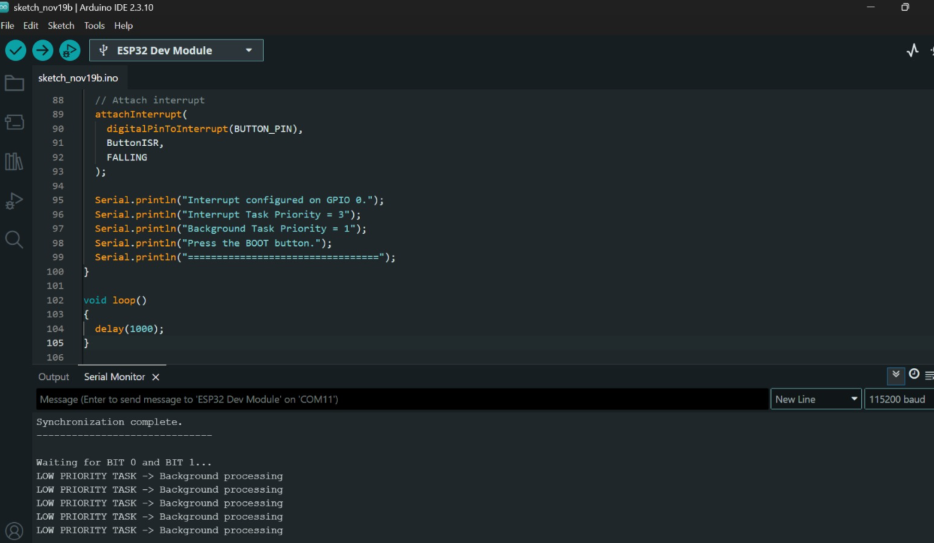 sketch_nov19b | Arduino IDE 2.3.10
File Edit Sketch Tools Help
ESP32 Dev Module
sketch_nov19b.ino
88 // Attach interrupt
89 attachInterrupt(
90 digitalPinToInterrupt(BUTTON_PIN),
91 ButtonISR,
92 FALLING
93 );
94
95 Serial.println("Interrupt configured on GPIO 0.");
96 Serial.println("Interrupt Task Priority = 3");
97 Serial.println("Background Task Priority = 1");
98 Serial.println("Press the BOOT button.");
99 Serial.println("=================================");
100 }
101
102 void loop()
103 {
104 delay(1000);
105 }
106
Output Serial Monitor
Message (Enter to send message to 'ESP32 Dev Module' on 'COM11')
New Line
115200 baud
Synchronization complete.
------------------------------
Waiting for BIT 0 and BIT 1...
LOW PRIORITY TASK -> Background processing
LOW PRIORITY TASK -> Background processing
LOW PRIORITY TASK -> Background processing
LOW PRIORITY TASK -> Background processing
LOW PRIORITY TASK -> Background processing